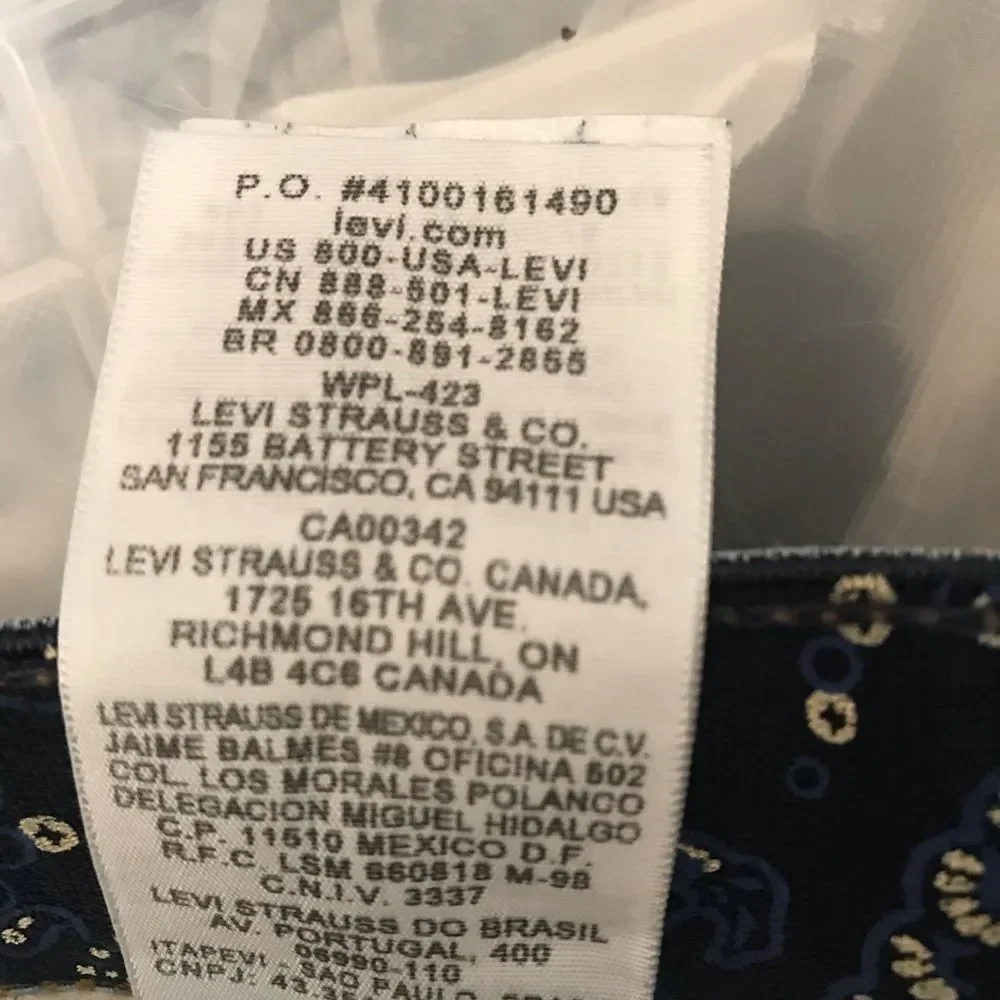 P.O. #4100161490
levi.com
US 800-USA-LEVI
CN 888-501-LEVI
MX 866-254-8162
BR 0800-891-2855
WPL-423
LEVI STRAUSS & CO.
1155 BATTERY STREET
SAN FRANCISCO, CA 94111 USA
CA00342
LEVI STRAUSS & CO. CANADA,
1725 16TH AVE.
RICHMOND HILL, ON
L4B 4C6 CANADA
LEVI STRAUSS DE MEXICO, S.A. DE C.V.
JAIME BALMES #8 OFICINA 602
COL. LOS MORALES POLANCO
DELEGACION MIGUEL HIDALGO
C.P. 11510 MEXICO D.F.
R.F.C. LSM 860818 M-98
C.N.I.V. 3337
LEVI STRAUSS DO BRASIL
AV. PORTUGAL, 400
ITAPEVI 06690-110
CNPJ: SAO PAULO